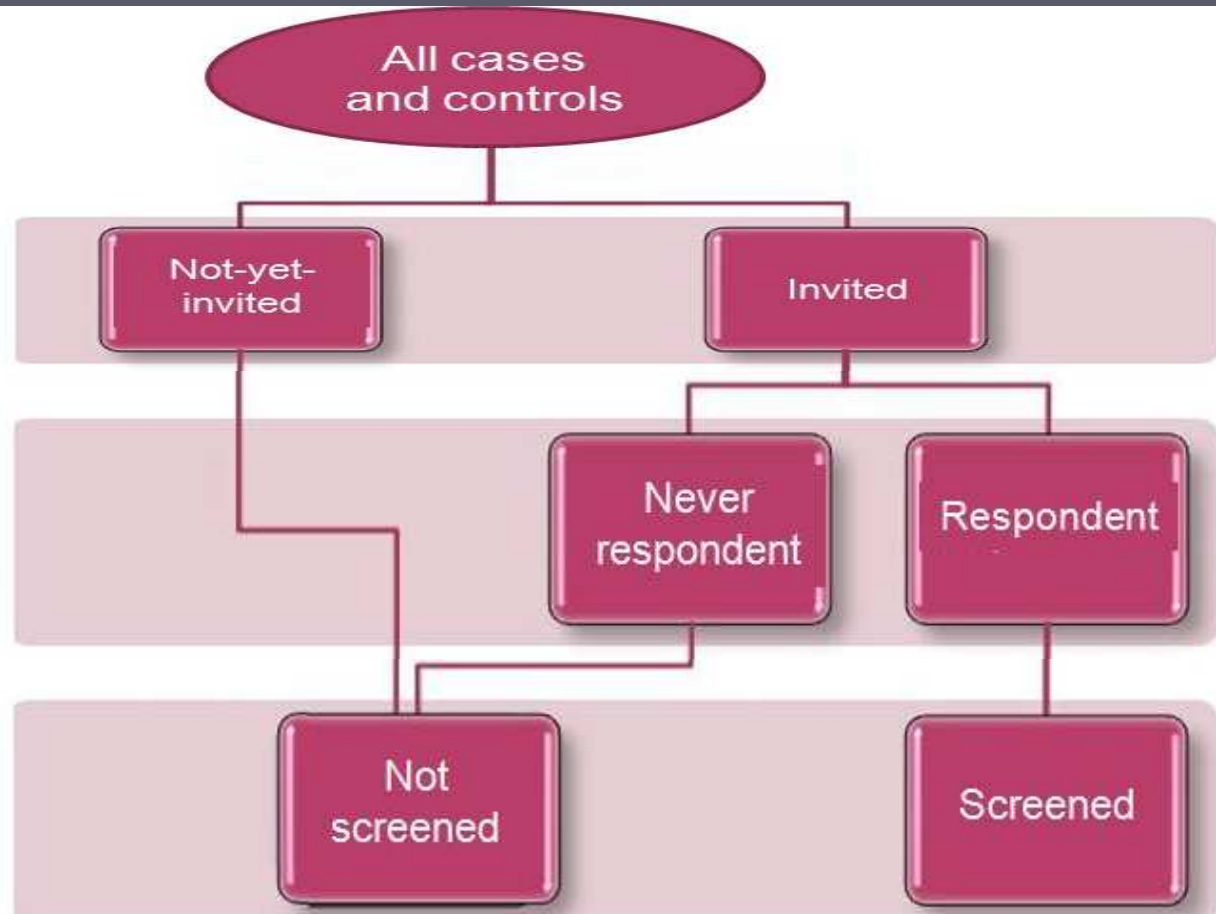 All cases
and controls
Not-yet-
invited
Invited
Never
respondent
Respondent
Not
screened
Screened